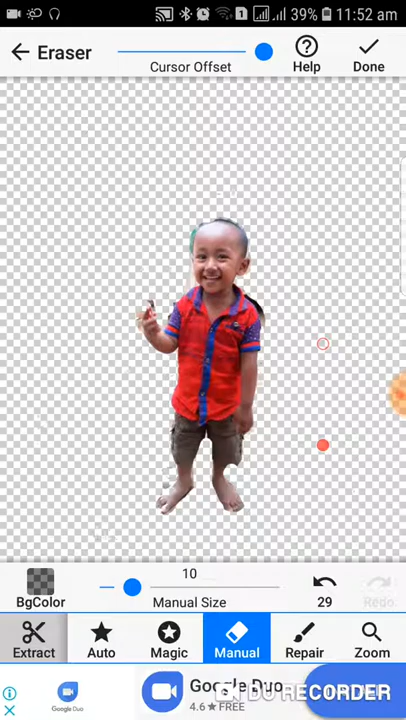 39% 11:52 am
Eraser
Cursor Offset
Help
Done
10
BgColor
Manual Size
29
Redo
Extract
Auto
Magic
Manual
Repair
Zoom
Google Duo
Google Duo
4.6★FREE
DU RECORDER